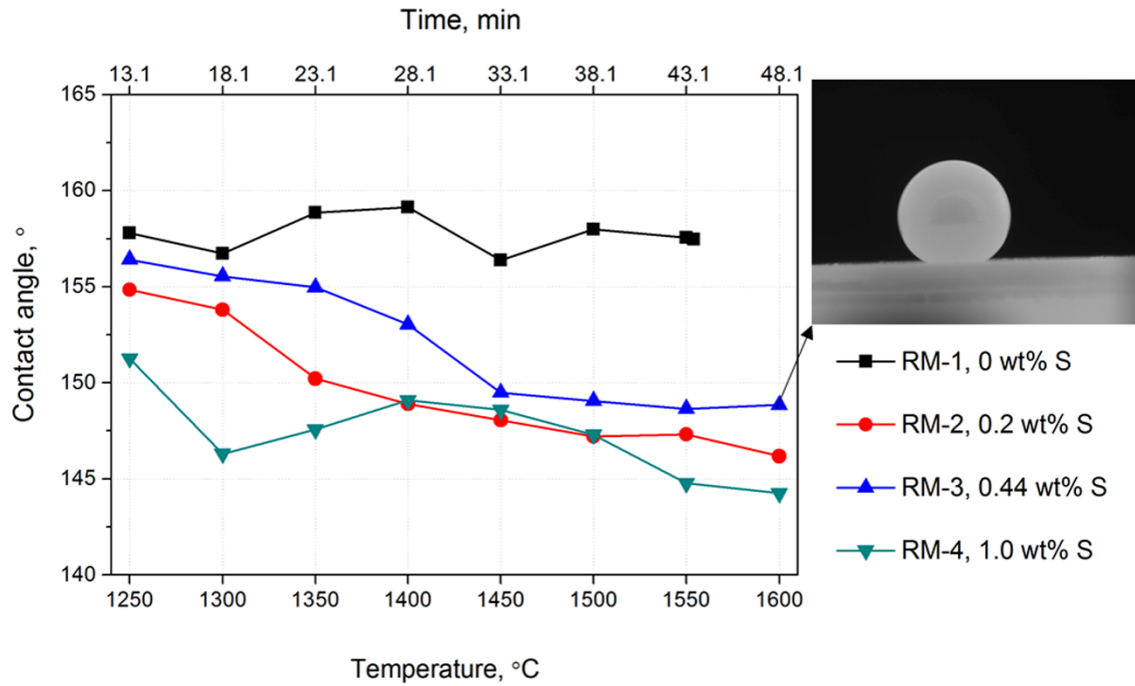 Time, min
13.1 18.1 23.1 28.1 33.1 38.1 43.1 48.1
165
160
155
150
145
140
Contact angle, °
1250 1300 1350 1400 1450 1500 1550 1600
Temperature, °C
RM-1, 0 wt% S
RM-2, 0.2 wt% S
RM-3, 0.44 wt% S
RM-4, 1.0 wt% S